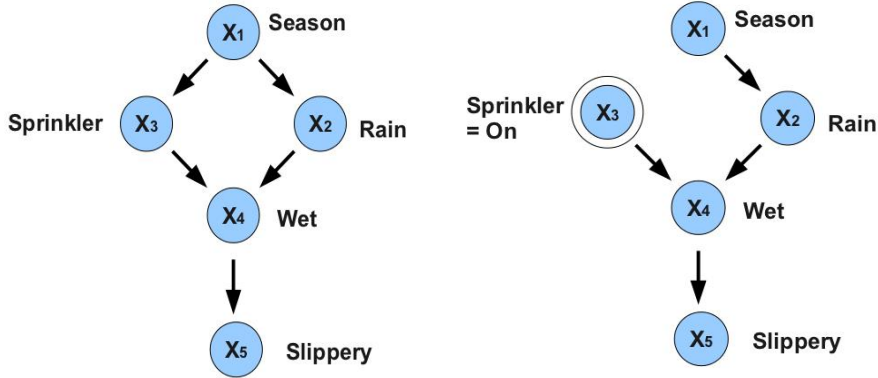 X1 Season
Sprinkler X3 X2 Rain
X4 Wet
X5 Slippery
X1 Season
Sprinkler
= On
X3
X2 Rain
X4 Wet
X5 Slippery